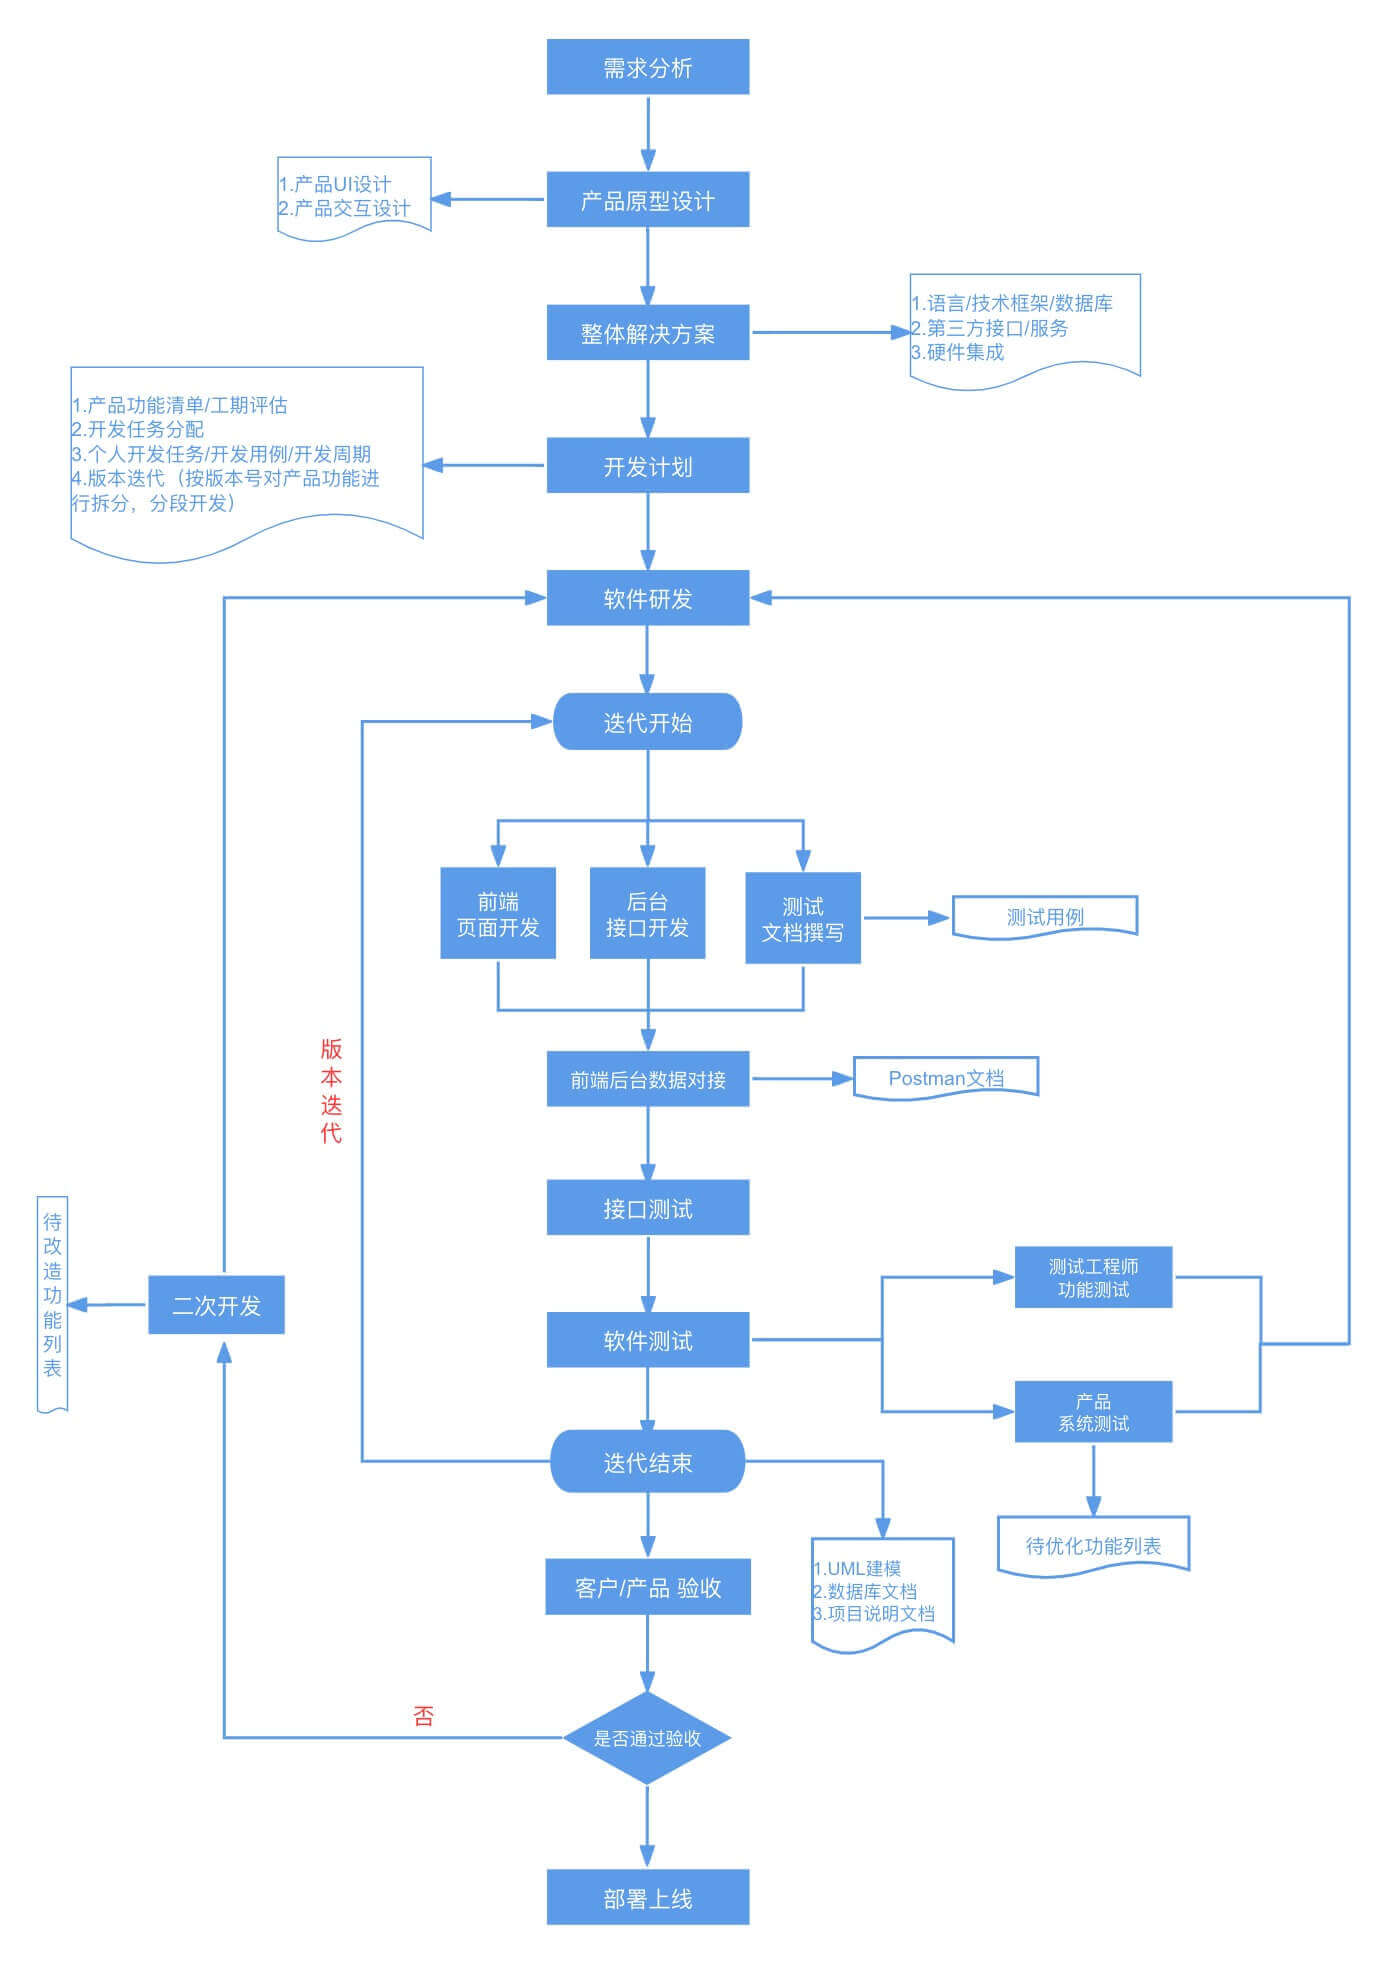 需求分析
1.产品UI设计
2.产品交互设计
产品原型设计
整体解决方案
1.语言/技术框架/数据库
2.第三方接口/服务
3.硬件集成
1.产品功能清单/工期评估
2.开发任务分配
3.个人开发任务/开发用例/开发周期
4.版本迭代（按版本号对产品功能进
行拆分，分段开发）
开发计划
软件研发
迭代开始
前端
页面开发
后台
接口开发
测试
文档撰写
测试用例
版
本
迭
代
前端后台数据对接
Postman文档
接口测试
待
改
造
功
能
列
表
二次开发
测试工程师
功能测试
软件测试
产品
系统测试
迭代结束
待优化功能列表
1.UML建模
2.数据库文档
3.项目说明文档
客户/产品 验收
否
是否通过验收
部署上线